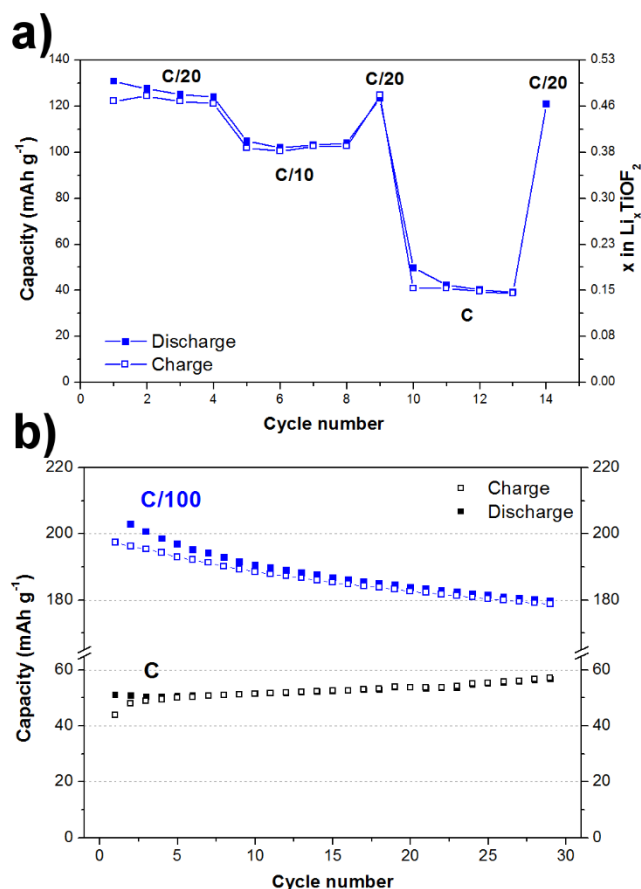 a)
140
120
100
80
60
40
20
0
Capacity (mAh g⁻¹)
C/20
C/10
C/20
C
C/20
Discharge
Charge
0.53
0.46
0.38
0.30
0.23
0.15
0.08
0.00
x in LiₓTiOF₂
0 2 4 6 8 10 12 14
Cycle number
b)
220
200
180
60
40
20
0
Capacity (mAh g⁻¹)
C/100
C
Charge
Discharge
220
200
180
60
40
20
0
0 5 10 15 20 25 30
Cycle number